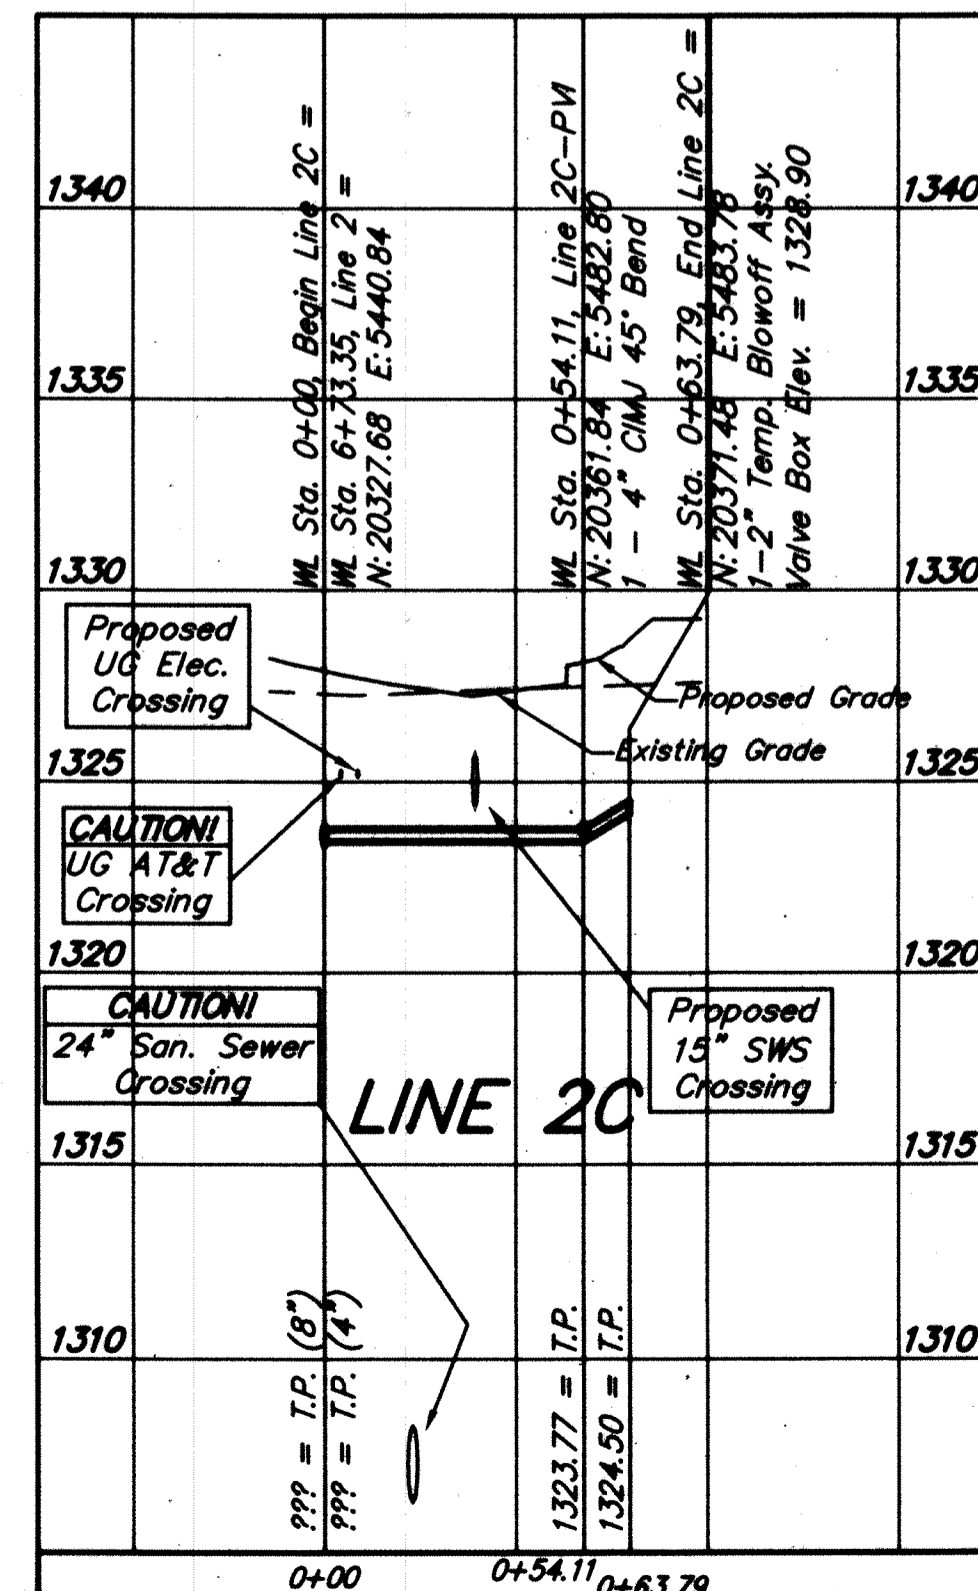 1340
1335
1330
1325
1320
1315
1310
WL Sta. 0+00, Begin Line 2C =
WL Sta. 6+73.35, Line 2 =
N: 20327.68 E: 5440.84
WL Sta. 0+54.11, Line 2C-PVI
N: 20361.84 E: 5482.80
1 - 4" CIMJ 45° Bend
WL Sta. 0+63.79, End Line 2C =
N: 20371.48 E: 5483.78
1-2" Temp. Blowoff Assy.
Valve Box Elev. = 1328.90
1340
1335
1330
1325
1320
1315
1310
Proposed
UG Elec.
Crossing
Proposed Grade
Existing Grade
CAUTION!
UG AT&T
Crossing
CAUTION!
24" San. Sewer
Crossing
Proposed
15" SWS
Crossing
LINE 2C
??? = T.P. (8")
??? = T.P. (4")
1323.77 = T.P.
1324.50 = T.P.
0+00
0+54.11
0+63.79